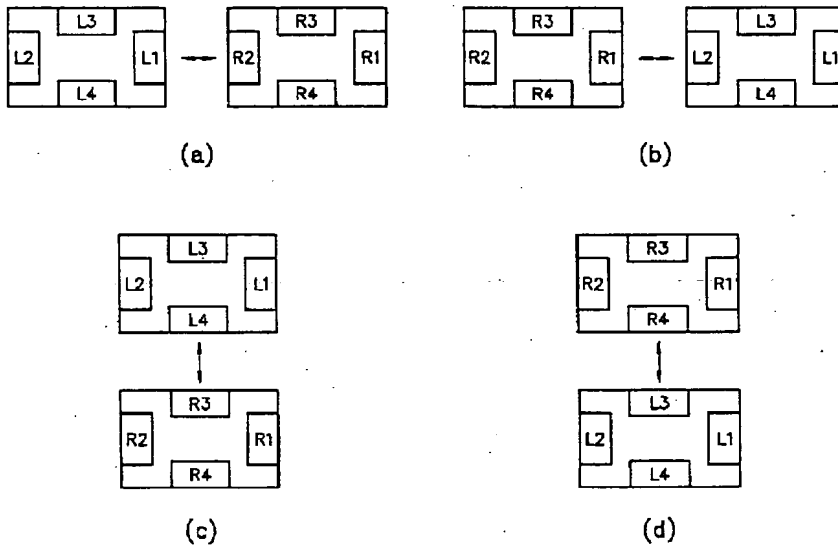 L3 R3 R3 L3
L2 L1 R2 R1 R2 R1 L2 L1
L4 R4 R4 L4
(a) (b)
L3 R3
L2 L1 R2 R1
L4 R4
R3 L3
R2 R1 L2 L1
R4 L4
(c) (d)